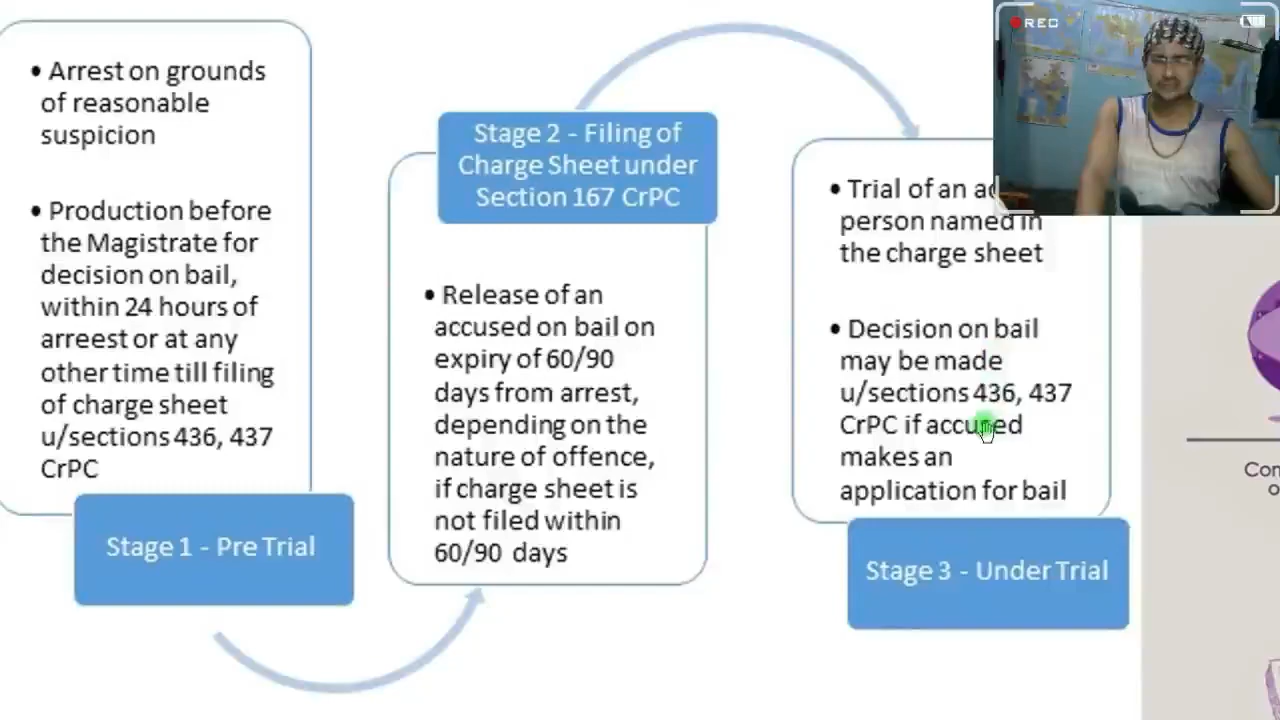 • Arrest on grounds
of reasonable
suspicion
• Production before
the Magistrate for
decision on bail,
within 24 hours of
arreest or at any
other time till filing
of charge sheet
u/sections 436, 437
CrPC
Stage 1 - Pre Trial
Stage 2 - Filing of
Charge Sheet under
Section 167 CrPC
• Release of an
accused on bail on
expiry of 60/90
days from arrest,
depending on the
nature of offence,
if charge sheet is
not filed within
60/90 days
• Trial of an
person named in
the charge sheet
• Decision on bail
may be made
u/sections 436, 437
CrPC if accused
makes an
application for bail
Stage 3 - Under Trial
REC